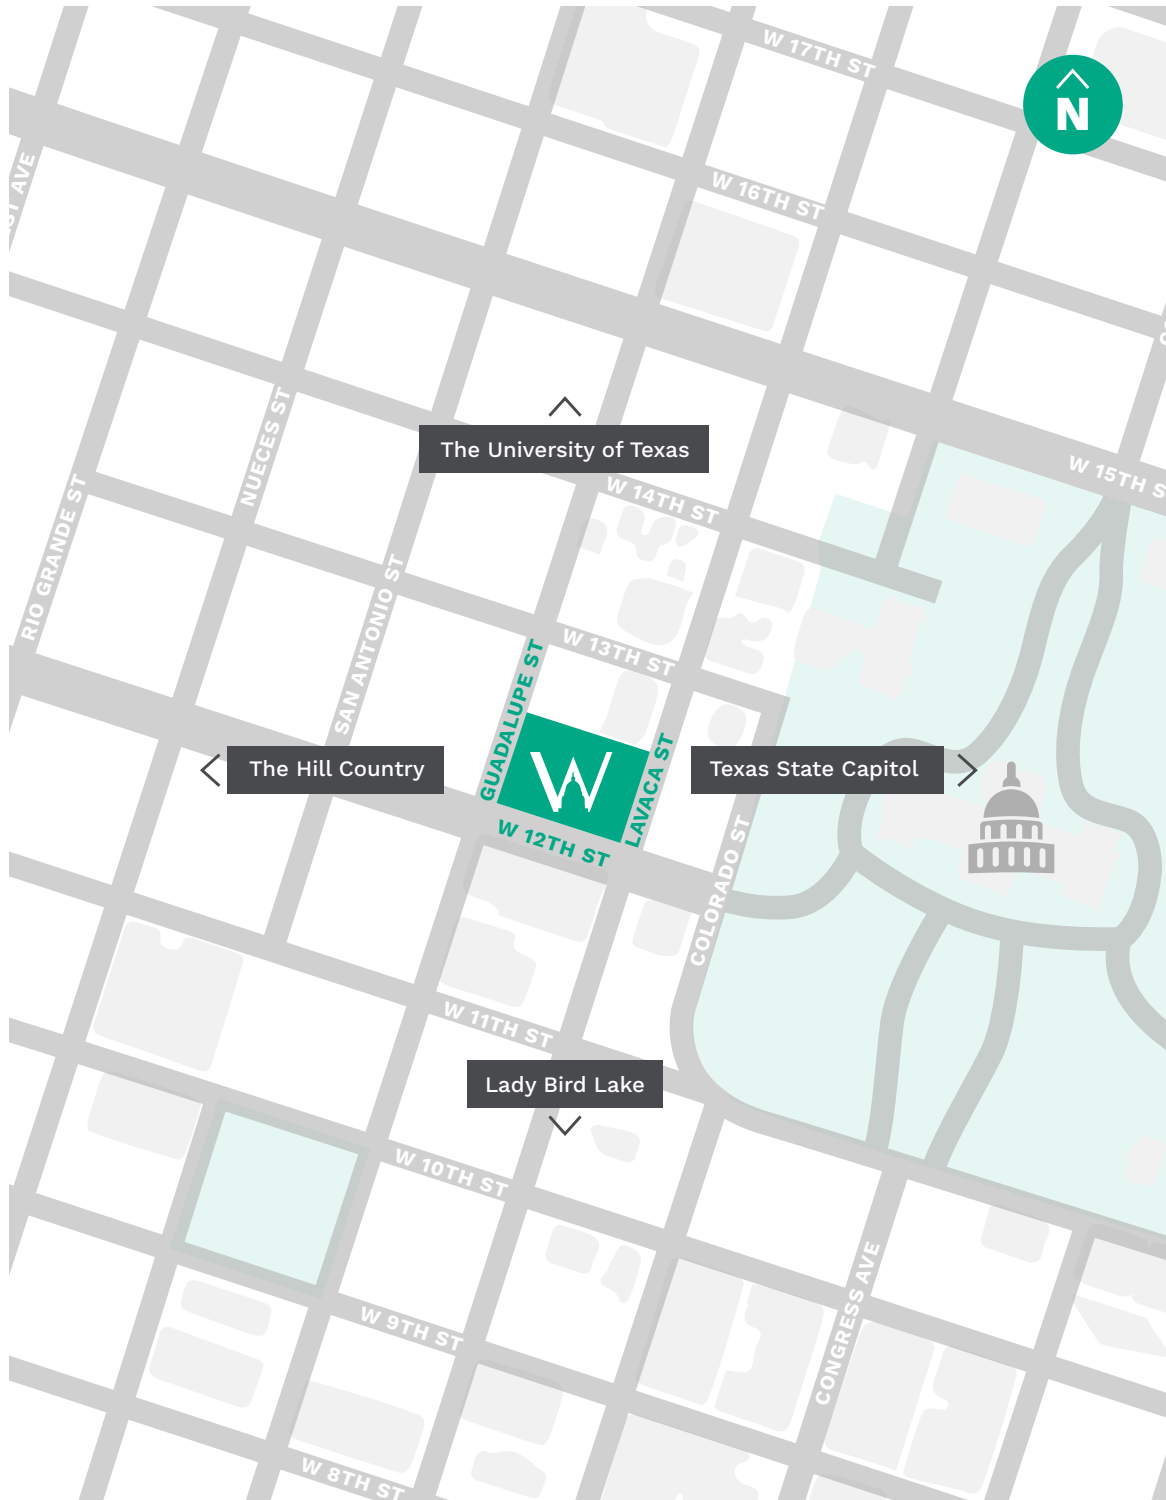 W 17TH ST
N
W 16TH ST
ST AVE
NUECES ST
The University of Texas
W 15TH S
W 14TH ST
RIO GRANDE ST
SAN ANTONIO ST
W 13TH ST
GUADALUPE ST
LAVACA ST
W
The Hill Country
Texas State Capitol
W 12TH ST
COLORADO ST
W 11TH ST
Lady Bird Lake
W 10TH ST
CONGRESS AVE
W 9TH ST
W 8TH ST